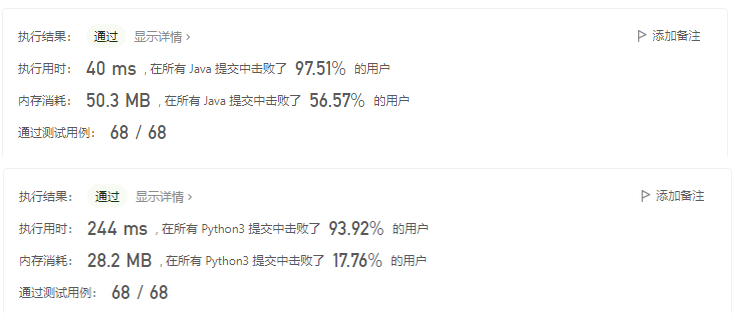 执行结果： 通过 显示详情 › 添加备注
执行用时： 40 ms , 在所有 Java 提交中击败了 97.51% 的用户
内存消耗： 50.3 MB , 在所有 Java 提交中击败了 56.57% 的用户
通过测试用例： 68 / 68
执行结果： 通过 显示详情 › 添加备注
执行用时： 244 ms , 在所有 Python3 提交中击败了 93.92% 的用户
内存消耗： 28.2 MB , 在所有 Python3 提交中击败了 17.76% 的用户
通过测试用例： 68 / 68